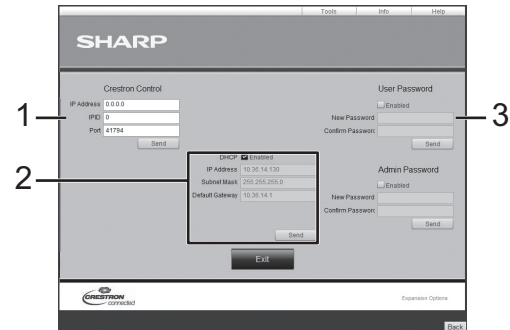 Tools Info Help
SHARP
Crestron Control
IP Address 0.0.0.0
IPID 0
Port 41794
Send
1
DHCP Enabled
IP Address 10.36.14.130
Subnet Mask 255.255.255.0
Default Gateway 10.36.14.1
Send
2
User Password
Enabled
New Password
Confirm Password
Send
3
Admin Password
Enabled
New Password
Confirm Password
Send
Exit
CRESTRON
connected
Expansion Options
Back